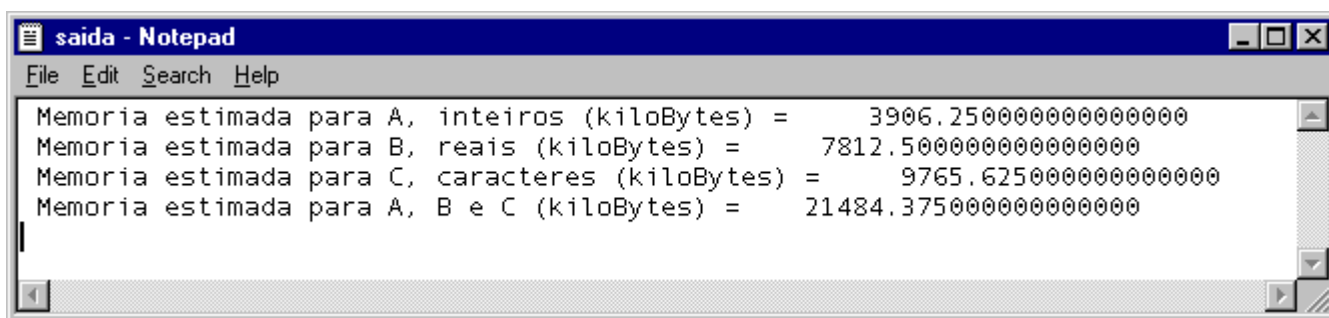 saida - Notepad
File Edit Search Help
Memoria estimada para A, inteiros (kiloBytes) = 3906.250000000000000
Memoria estimada para B, reais (kiloBytes) = 7812.500000000000000
Memoria estimada para C, caracteres (kiloBytes) = 9765.625000000000000
Memoria estimada para A, B e C (kiloBytes) = 21484.375000000000000